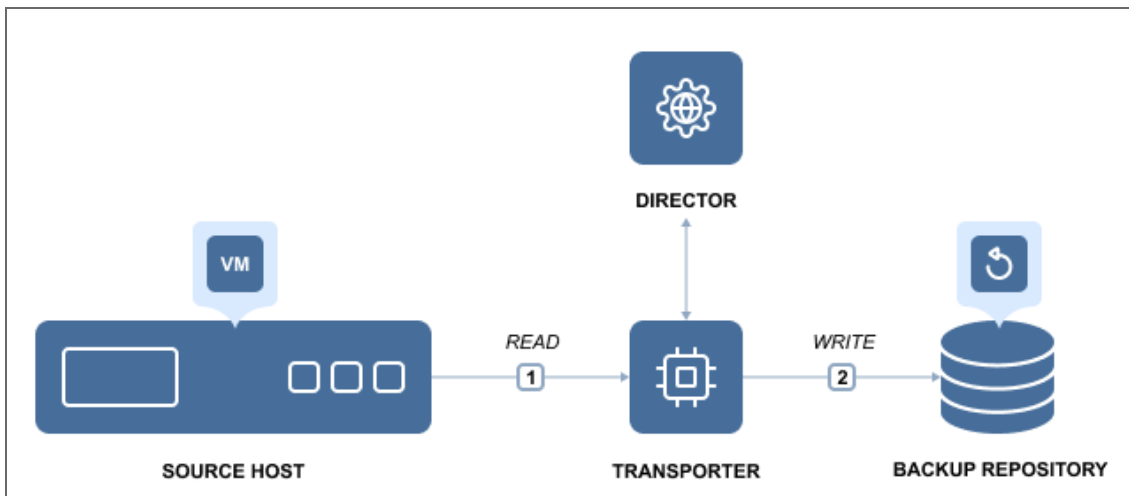 DIRECTOR
VM
READ
1
WRITE
2
SOURCE HOST
TRANSPORTER
BACKUP REPOSITORY